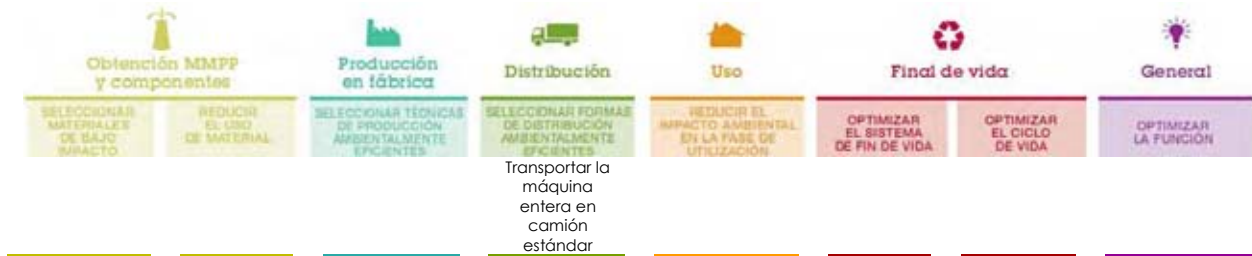 Obtención MMPP
y componentes
Producción
en fábrica
Distribución
Uso
Final de vida
General
SELECCIONAR
MATERIALES
DE BAJO
IMPACTO
REDUCIR
EL USO
DE MATERIAL
SELECCIONAR TÉCNICAS
DE PRODUCCIÓN
AMBIENTALMENTE
EFICIENTES
SELECCIONAR FORMAS
DE DISTRIBUCIÓN
AMBIENTALMENTE
EFICIENTES
REDUCIR EL
IMPACTO AMBIENTAL
EN LA FASE DE
UTILIZACIÓN
OPTIMIZAR
EL SISTEMA
DE FIN DE VIDA
OPTIMIZAR
EL CICLO
DE VIDA
OPTIMIZAR
LA FUNCIÓN
Transportar la
máquina
entera en
camión
estándar